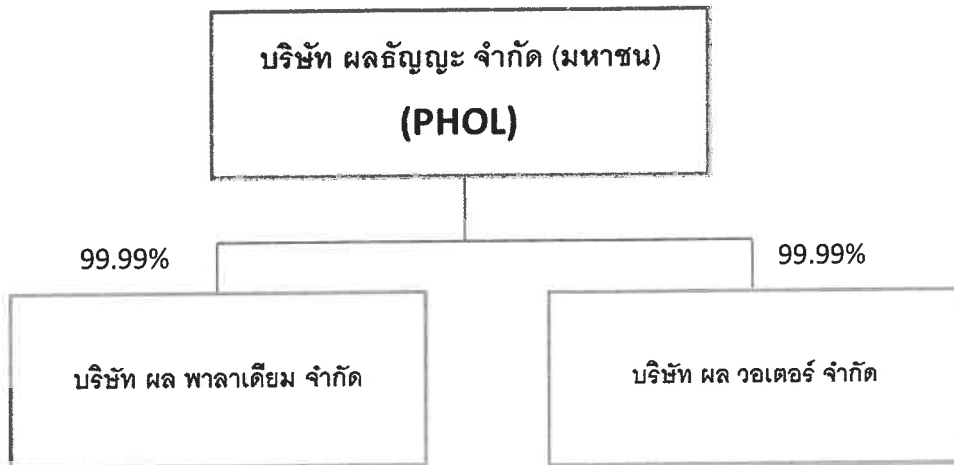 บริษัท ผลธัญญะ จำกัด (มหาชน)
(PHOL)
99.99%
99.99%
บริษัท ผล พาลาเดียม จำกัด
บริษัท ผล วอเตอร์ จำกัด